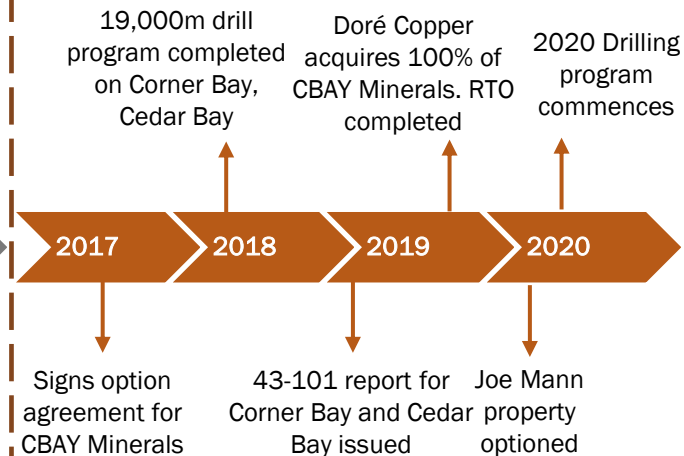 19,000m drill
program completed
on Corner Bay,
Cedar Bay
Doré Copper
acquires 100% of
CBAY Minerals. RTO
completed
2020 Drilling
program
commences
2017
2018
2019
2020
Signs option
agreement for
CBAY Minerals
43-101 report for
Corner Bay and Cedar
Bay issued
Joe Mann
property
optioned